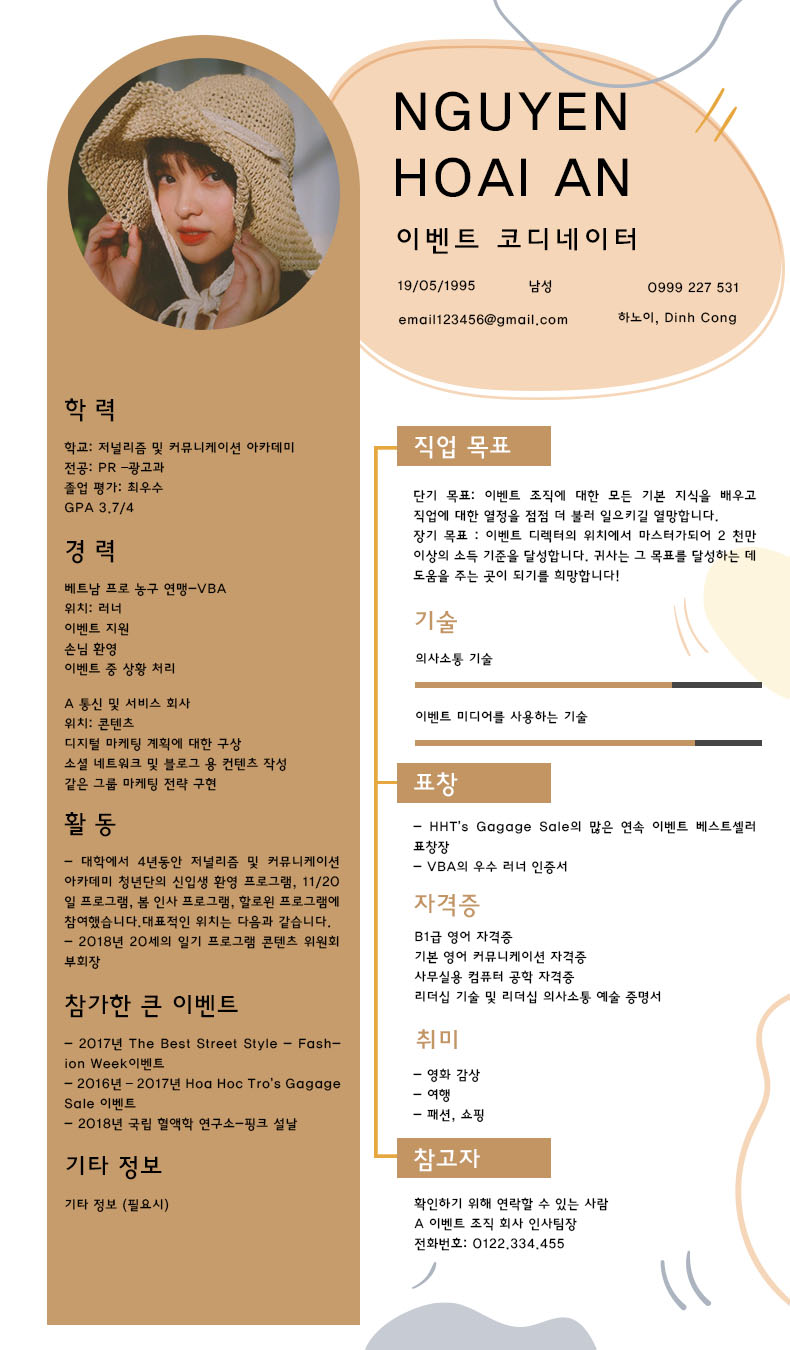 NGUYEN
HOAI AN
이벤트 코디네이터
19/05/1995 남성 0999 227 531
email123456@gmail.com 하노이, Dinh Cong
학 력
학교: 저널리즘 및 커뮤니케이션 아카데미
전공: PR –광고과
졸업 평가: 최우수
GPA 3.7/4
경 력
베트남 프로 농구 연맹–VBA
위치: 러너
이벤트 지원
손님 환영
이벤트 중 상황 처리
A 통신 및 서비스 회사
위치: 콘텐츠
디지털 마케팅 계획에 대한 구상
소셜 네트워크 및 블로그 용 컨텐츠 작성
같은 그룹 마케팅 전략 구현
활 동
– 대학에서 4년동안 저널리즘 및 커뮤니케이션
아카데미 청년단의 신입생 환영 프로그램, 11/20
일 프로그램, 봄 인사 프로그램, 할로윈 프로그램에
참여했습니다.대표적인 위치는 다음과 같습니다.
– 2018년 20세의 일기 프로그램 콘텐츠 위원회
부회장
참가한 큰 이벤트
– 2017년 The Best Street Style – Fash–
ion Week이벤트
– 2016년 – 2017년 Hoa Hoc Tro's Gagage
Sale 이벤트
– 2018년 국립 혈액학 연구소–핑크 설날
기타 정보
기타 정보 (필요시)
직업 목표
단기 목표: 이벤트 조직에 대한 모든 기본 지식을 배우고
직업에 대한 열정을 점점 더 불러 일으키길 열망합니다.
장기 목표 : 이벤트 디렉터의 위치에서 마스터가되어 2 천만
이상의 소득 기준을 달성합니다. 귀사는 그 목표를 달성하는 데
도움을 주는 곳이 되기를 희망합니다!
기술
의사소통 기술
이벤트 미디어를 사용하는 기술
표창
– HHT's Gagage Sale의 많은 연속 이벤트 베스트셀러
표창장
– VBA의 우수 러너 인증서
자격증
B1급 영어 자격증
기본 영어 커뮤니케이션 자격증
사무실용 컴퓨터 공학 자격증
리더십 기술 및 리더십 의사소통 예술 증명서
취미
– 영화 감상
– 여행
– 패션, 쇼핑
참고자
확인하기 위해 연락할 수 있는 사람
A 이벤트 조직 회사 인사팀장
전화번호: 0122.334.455